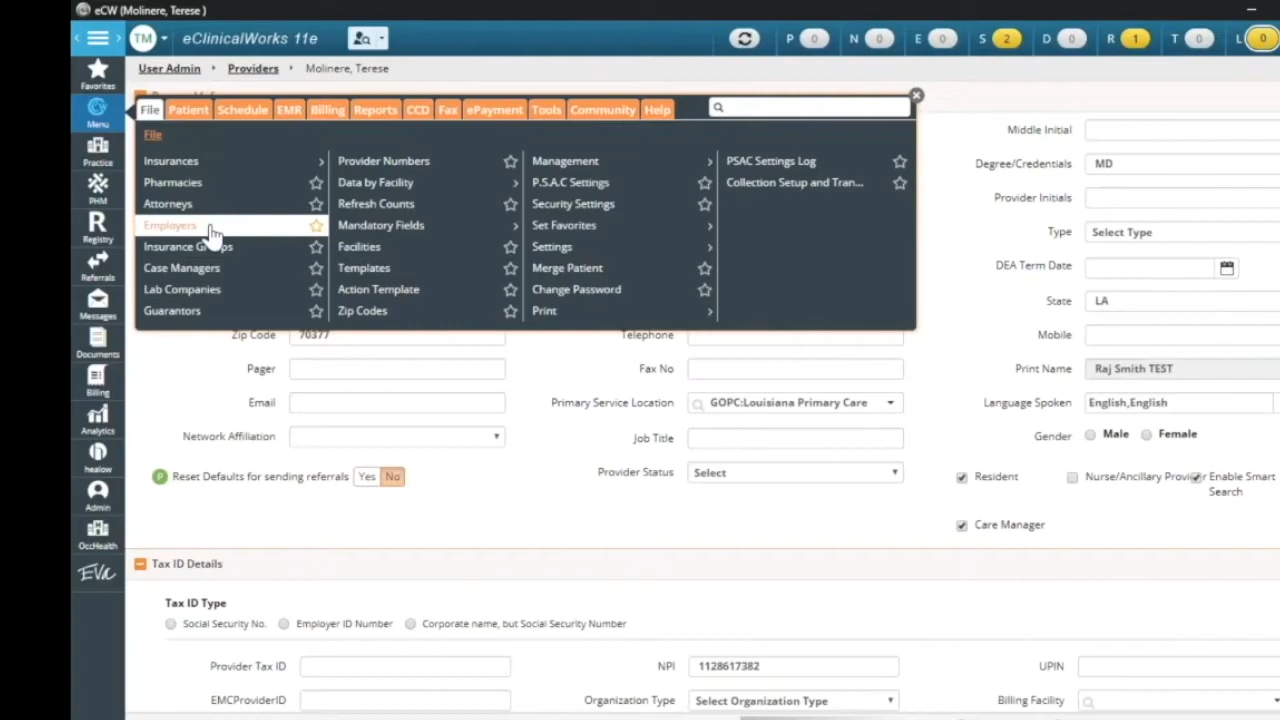 eCW (Molinere, Terese )
TM eClinicalWorks 11e P 0 N 0 E 0 S 2 D 0 R 1 T 0 L 0
User Admin Providers Molinere, Terese
Favorites
Menu
Practice
PHM
R
Registry
Referrals
Messages
Documents
Billing
Analytics
healow
Admin
OccHealth
EVA
File Patient Schedule EMR Billing Reports CCD Fax ePayment Tools Community Help
File
Insurances Provider Numbers Management PSAC Settings Log
Pharmacies Data by Facility P.S.A.C Settings Collection Setup and Tran...
Attorneys Refresh Counts Security Settings
Employers Mandatory Fields Set Favorites
Insurance Facilities Settings
Case Managers Templates Merge Patient
Lab Companies Action Template Change Password
Guarantors Zip Codes Print
Middle Initial
Degree/Credentials MD
Provider Initials
Type Select Type
DEA Term Date
State LA
Zip Code 70377 Telephone Mobile
Pager Fax No Print Name Raj Smith TEST
Email Primary Service Location GOPC:Louisiana Primary Care Language Spoken English,English
Network Affiliation Job Title Gender Male Female
P Reset Defaults for sending referrals Yes No Provider Status Select Resident Nurse/Ancillary Provider Enable Smart
Search
Care Manager
Tax ID Details
Tax ID Type
Social Security No. Employer ID Number Corporate name, but Social Security Number
Provider Tax ID NPI 1128617382 UPIN
EMCProviderID Organization Type Select Organization Type Billing Facility